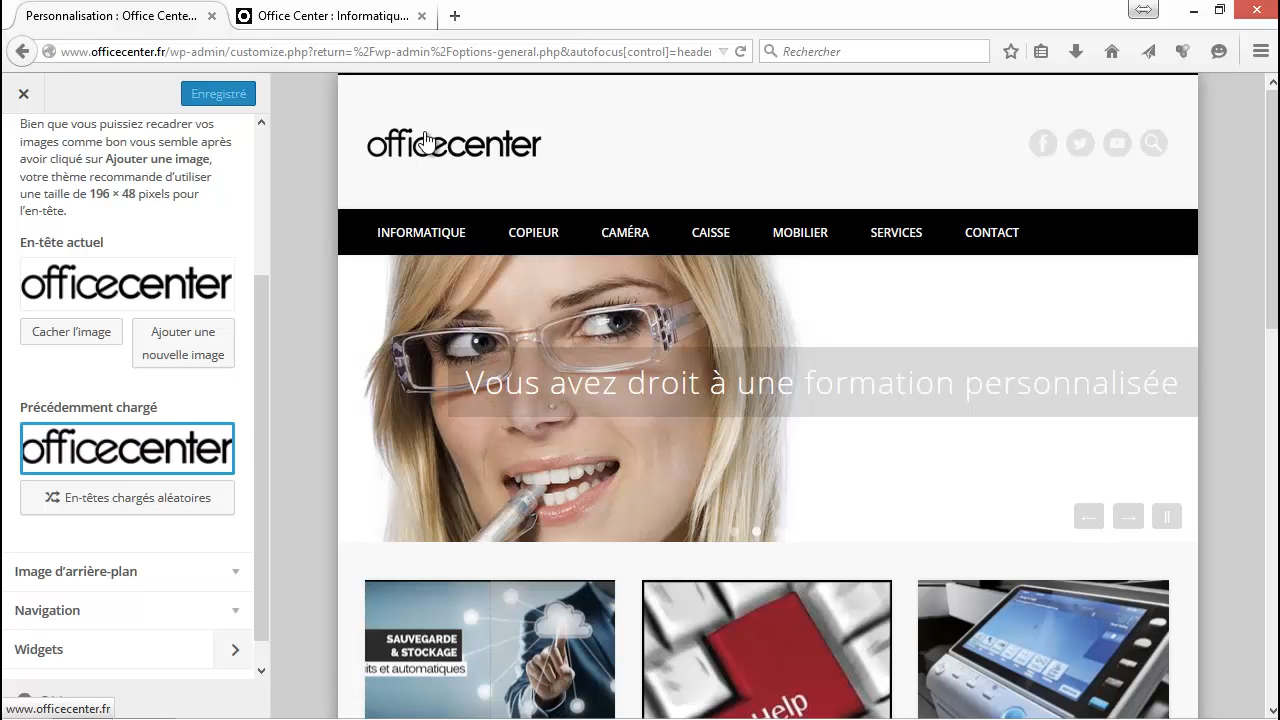 Personnalisation : Office Cente...
Office Center : Informatiqu...
www.officecenter.fr/wp-admin/customize.php?return=%2Fwp-admin%2Foptions-general.php&autofocus[control]=heade
Rechercher
Enregistré
Bien que vous puissiez recadrer vos
images comme bon vous semble après
avoir cliqué sur Ajouter une image,
votre thème recommande d'utiliser
une taille de 196 × 48 pixels pour
l'en-tête.
En-tête actuel
officecenter
Cacher l'image
Ajouter une
nouvelle image
Précédemment chargé
officecenter
En-têtes chargés aléatoires
Image d'arrière-plan
Navigation
Widgets
www.officecenter.fr
officecenter
INFORMATIQUE
COPIEUR
CAMÉRA
CAISSE
MOBILIER
SERVICES
CONTACT
Vous avez droit à une formation personnalisée
SAUVEGARDE
& STOCKAGE
its et automatiques
Help